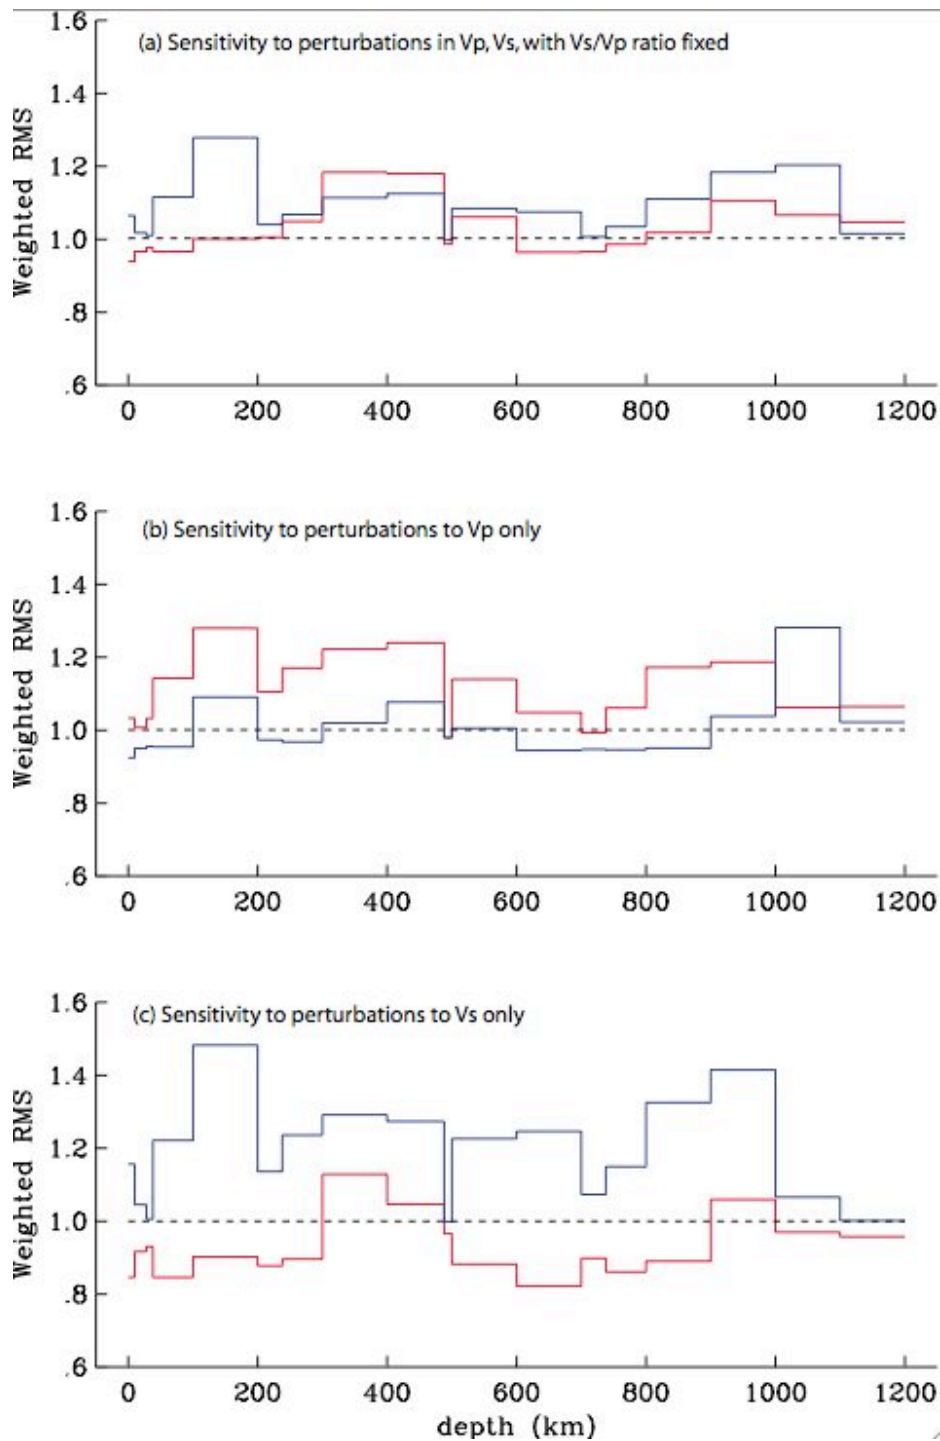 (a) Sensitivity to perturbations in Vp, Vs, with Vs/Vp ratio fixed
Weighted RMS
1.6
1.4
1.2
1.0
.8
.6
0 200 400 600 800 1000 1200
(b) Sensitivity to perturbations to Vp only
Weighted RMS
1.6
1.4
1.2
1.0
.8
.6
0 200 400 600 800 1000 1200
(c) Sensitivity to perturbations to Vs only
Weighted RMS
1.6
1.4
1.2
1.0
.8
.6
0 200 400 600 800 1000 1200
depth (km)